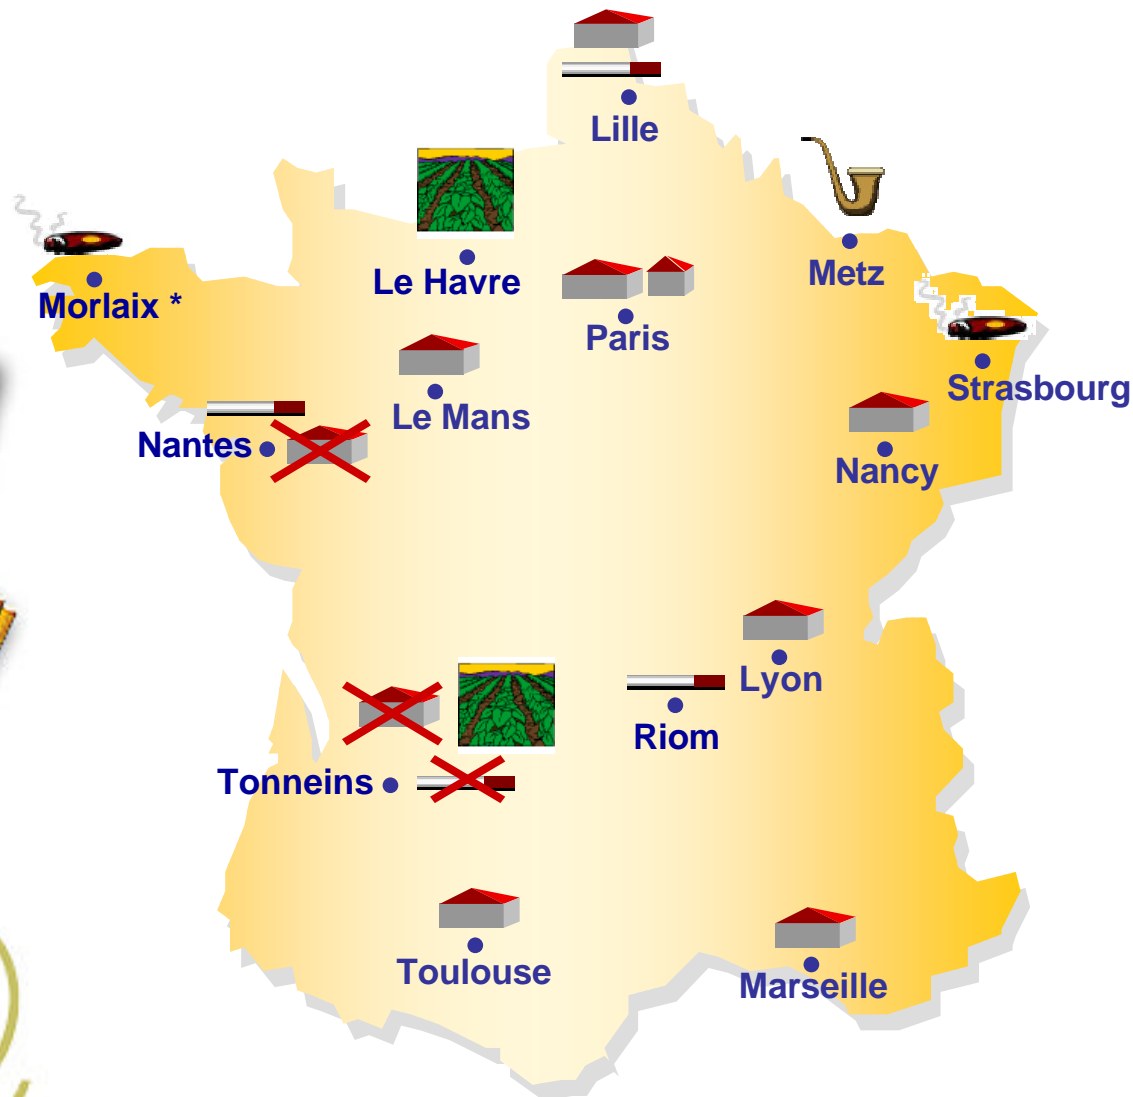 Lille
Le Havre
Metz
Morlaix *
Paris
Strasbourg
Le Mans
Nantes
Nancy
Lyon
Riom
Tonneins
Toulouse
Marseille